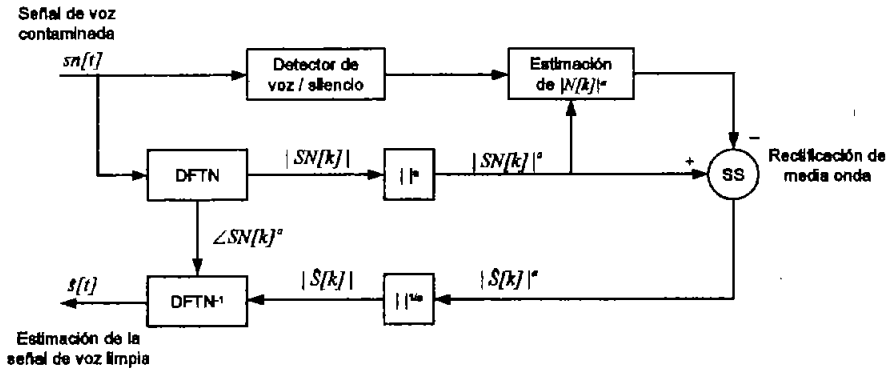 Señal de voz
contaminada
sn[t]
Detector de
voz / silencio
Estimación
de |N[k]|ᵅ
DFTN
|SN[k]|
| |ᵅ
|SN[k]|ᵅ
+
−
SS
Rectificación de
media onda
∠SN[k]ᵅ
ŝ[t]
DFTN⁻¹
|Ŝ[k]|
| |¹/ᵅ
|Ŝ[k]|ᵅ
Estimación de la
señal de voz limpia